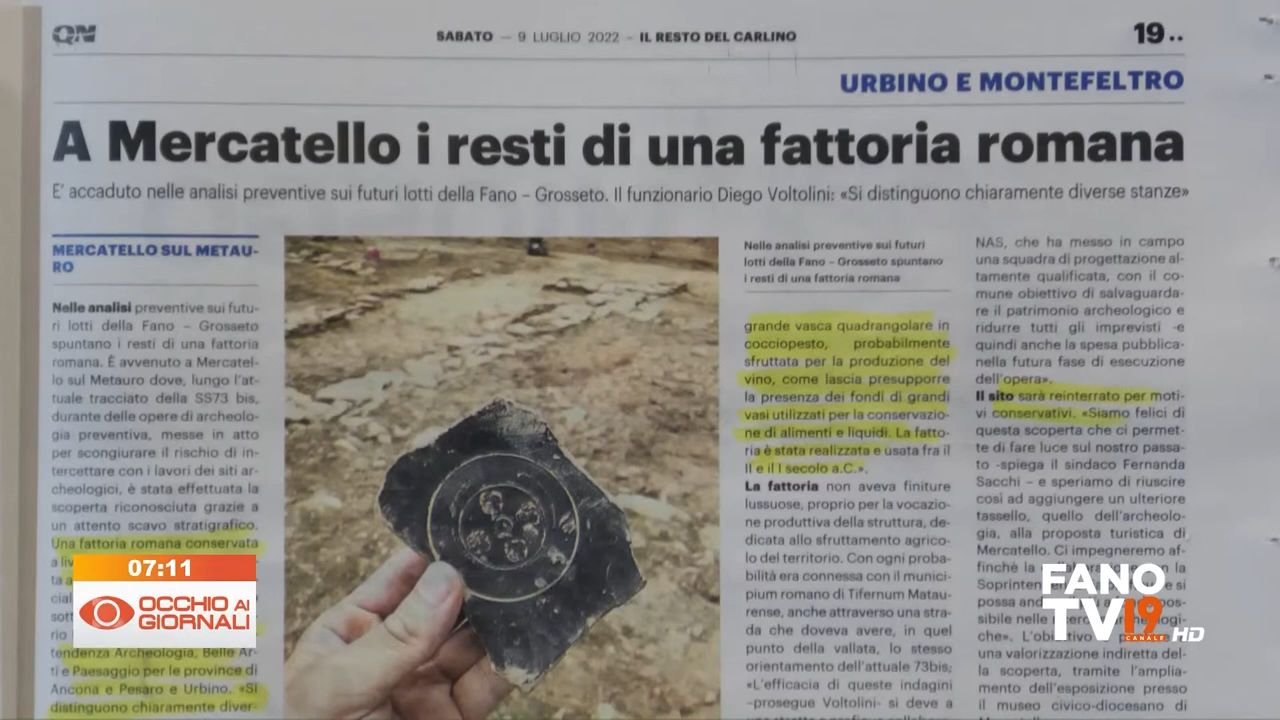 QN
SABATO — 9 LUGLIO 2022 – IL RESTO DEL CARLINO
19..
URBINO E MONTEFELTRO
A Mercatello i resti di una fattoria romana
E' accaduto nelle analisi preventive sui futuri lotti della Fano – Grosseto. Il funzionario Diego Voltolini: «Si distinguono chiaramente diverse stanze»
MERCATELLO SUL METAU-
RO
Nelle analisi preventive sui futu-
ri lotti della Fano – Grosseto
spuntano i resti di una fattoria
romana. È avvenuto a Mercatel-
lo sul Metauro dove, lungo l'at-
tuale tracciato della SS73 bis,
durante delle opere di archeolo-
gia preventiva, messe in atto
per scongiurare il rischio di in-
tercettare con i lavori dei siti ar-
cheologici, è stata effettuata la
scoperta riconosciuta grazie a
un attento scavo stratigrafico.
Una fattoria romana conservata
a
ta a
cial
sott
rio
tendenza Archeologia, Belle Ar-
ti e Paesaggio per le province di
Ancona e Pesaro e Urbino. «Si
distinguono chiaramente diver-
Nelle analisi preventive sui futuri
lotti della Fano – Grosseto spuntano
i resti di una fattoria romana
grande vasca quadrangolare in
cocciopesto, probabilmente
sfruttata per la produzione del
vino, come lascia presupporre
la presenza dei fondi di grandi
vasi utilizzati per la conservazio-
ne di alimenti e liquidi. La fatto-
ria è stata realizzata e usata fra il
II e il I secolo a.C.».
La fattoria non aveva finiture
lussuose, proprio per la vocazio-
ne produttiva della struttura, de-
dicata allo sfruttamento agrico-
lo del territorio. Con ogni proba-
bilità era connessa con il munici-
pium romano di Tifernum Matau-
rense, anche attraverso una stra-
da che doveva avere, in quel
punto della vallata, lo stesso
orientamento dell'attuale 73bis;
«L'efficacia di queste indagini
–prosegue Voltolini- si deve a
NAS, che ha messo in campo
una squadra di progettazione al-
tamente qualificata, con il co-
mune obiettivo di salvaguarda-
re il patrimonio archeologico e
ridurre tutti gli imprevisti -e
quindi anche la spesa pubblica-
nella futura fase di esecuzione
dell'opera».
Il sito sarà reinterrato per moti-
vi conservativi. «Siamo felici di
questa scoperta che ci permet-
te di fare luce sul nostro passa-
to -spiega il sindaco Fernanda
Sacchi – e speriamo di riuscire
così ad aggiungere un ulteriore
tassello, quello dell'archeolo-
gia, alla proposta turistica di
Mercatello. Ci impegneremo af-
finché la la
Soprinten e si
possa and
sibile nelle
che». L'obiettivo
una valorizzazione indiretta del-
la scoperta, tramite l'amplia-
mento dell'esposizione presso
il museo civico-diocesano di
07:11
OCCHIO AI
GIORNALI
FANO
TV19
CANALE HD